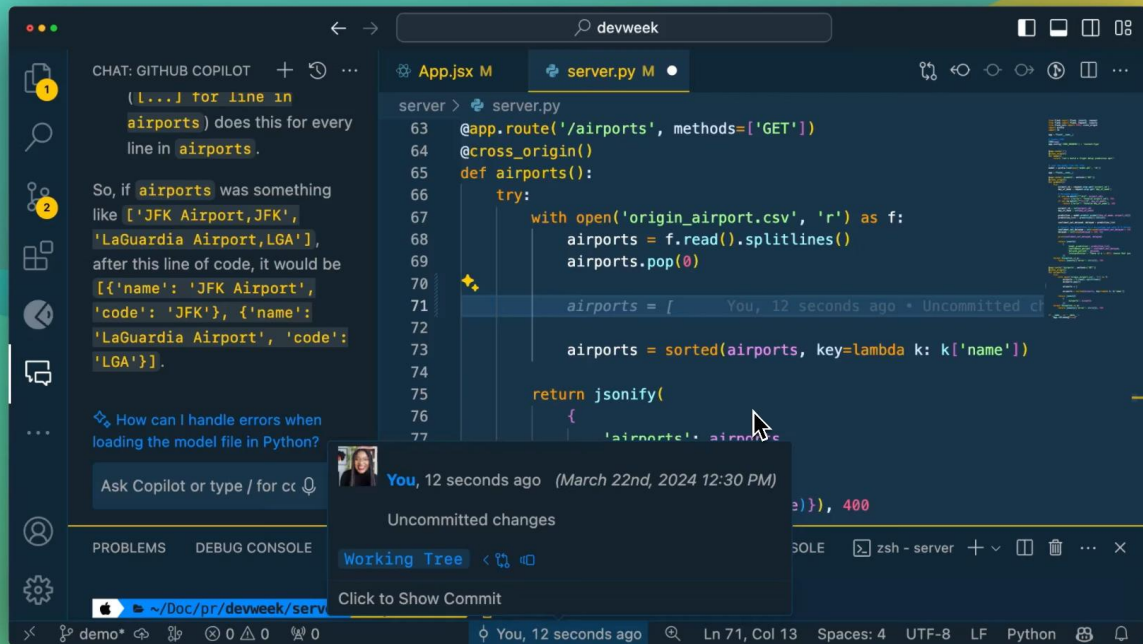 devweek
1
2
CHAT: GITHUB COPILOT
([...] for line in
airports) does this for every
line in airports.
So, if airports was something
like ['JFK Airport,JFK',
'LaGuardia Airport,LGA'],
after this line of code, it would be
[{'name': 'JFK Airport',
'code': 'JFK'}, {'name':
'LaGuardia Airport', 'code':
'LGA'}].
How can I handle errors when
loading the model file in Python?
Ask Copilot or type / for cc
App.jsx M
server.py M
server > server.py
63 @app.route('/airports', methods=['GET'])
64 @cross_origin()
65 def airports():
66 try:
67 with open('origin_airport.csv', 'r') as f:
68 airports = f.read().splitlines()
69 airports.pop(0)
70
71 airports = [ You, 12 seconds ago • Uncommitted ch
72
73 airports = sorted(airports, key=lambda k: k['name'])
74
75 return jsonify(
76 {
77 'airports': airports
e)}), 400
You, 12 seconds ago (March 22nd, 2024 12:30 PM)
Uncommitted changes
Working Tree
Click to Show Commit
PROBLEMS DEBUG CONSOLE SOLE zsh - server
~/Doc/pr/devweek/serve
demo* 0 0 0 You, 12 seconds ago Ln 71, Col 13 Spaces: 4 UTF-8 LF Python